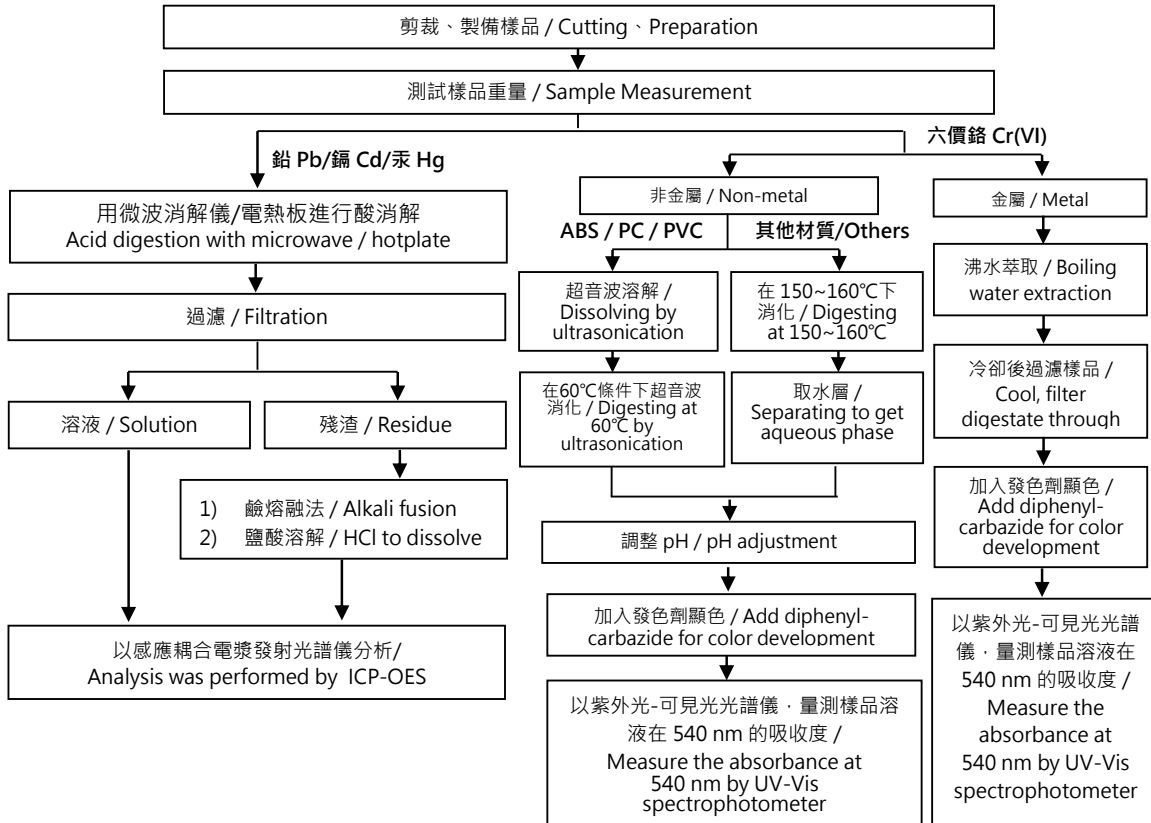 剪裁、製備樣品 / Cutting、Preparation
測試樣品重量 / Sample Measurement
鉛 Pb/鎘 Cd/汞 Hg
六價鉻 Cr(VI)
用微波消解儀/電熱板進行酸消解
Acid digestion with microwave / hotplate
過濾 / Filtration
溶液 / Solution
殘渣 / Residue
1) 鹼熔融法 / Alkali fusion
2) 鹽酸溶解 / HCl to dissolve
以感應耦合電漿發射光譜儀分析/
Analysis was performed by ICP-OES
非金屬 / Non-metal
ABS / PC / PVC
其他材質/Others
超音波溶解 /
Dissolving by
ultrasonication
在60℃條件下超音波
消化 / Digesting at
60℃ by
ultrasonication
在 150~160℃下
消化 / Digesting
at 150~160℃
取水層 /
Separating to get
aqueous phase
調整 pH / pH adjustment
加入發色劑顯色 / Add diphenyl-
carbazide for color development
以紫外光-可見光光譜儀，量測樣品溶
液在 540 nm 的吸收度 /
Measure the absorbance at
540 nm by UV-Vis
spectrophotometer
金屬 / Metal
沸水萃取 / Boiling
water extraction
冷卻後過濾樣品 /
Cool, filter
digestate through
加入發色劑顯色 /
Add diphenyl-
carbazide for color
development
以紫外光-可見光光譜
儀，量測樣品溶液在
540 nm 的吸收度 /
Measure the
absorbance at
540 nm by UV-Vis
spectrophotometer